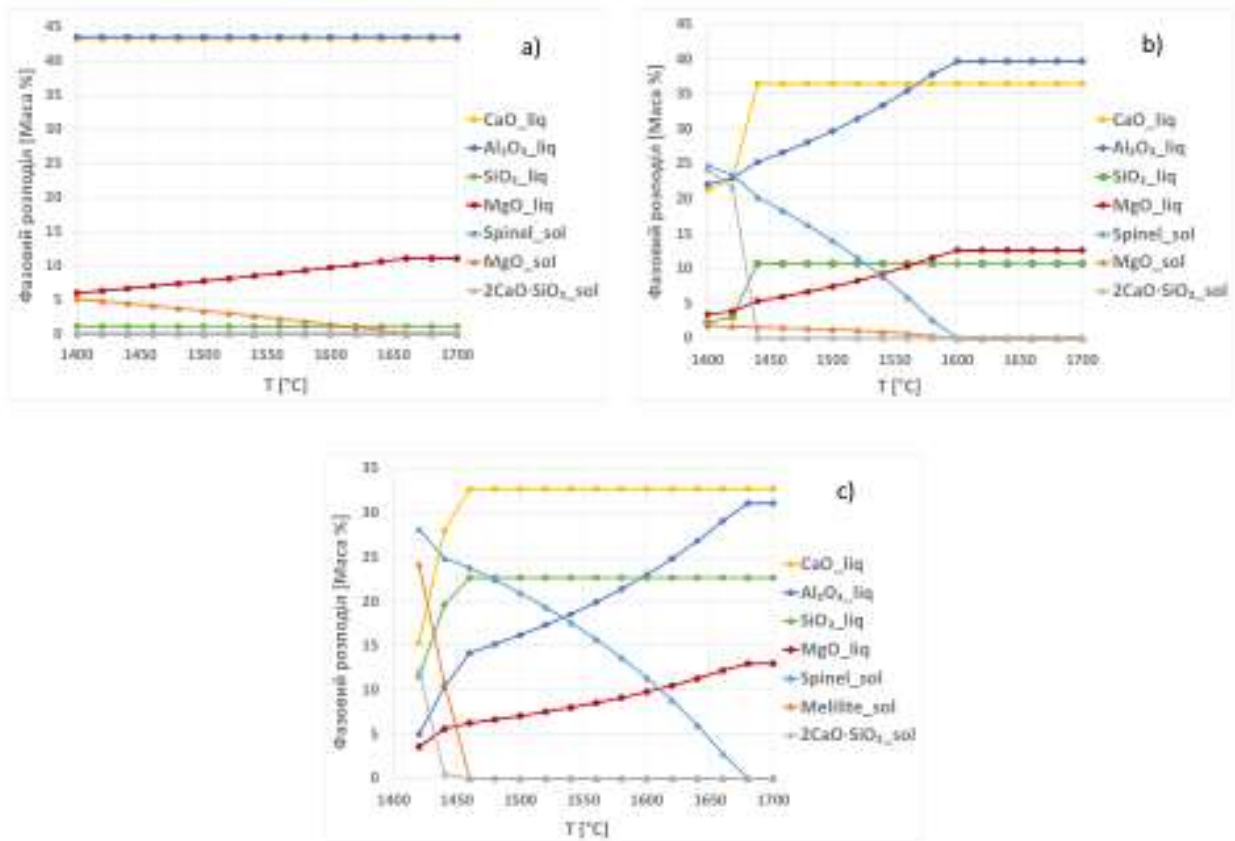 a)
Фазовий розподіл [Маса %]
45
40
35
30
25
20
15
10
5
0
1400 1450 1500 1550 1600 1650 1700
T [°C]
CaO_liq
Al₂O₃_liq
SiO₂_liq
MgO_liq
Spinel_sol
MgO_sol
2CaO·SiO₂_sol
b)
Фазовий розподіл [Маса %]
45
40
35
30
25
20
15
10
5
0
1400 1450 1500 1550 1600 1650 1700
T [°C]
CaO_liq
Al₂O₃_liq
SiO₂_liq
MgO_liq
Spinel_sol
MgO_sol
2CaO·SiO₂_sol
c)
Фазовий розподіл [Маса %]
35
30
25
20
15
10
5
0
1400 1450 1500 1550 1600 1650 1700
T [°C]
CaO_liq
Al₂O₃_liq
SiO₂_liq
MgO_liq
Spinel_sol
Melilite_sol
2CaO·SiO₂_sol